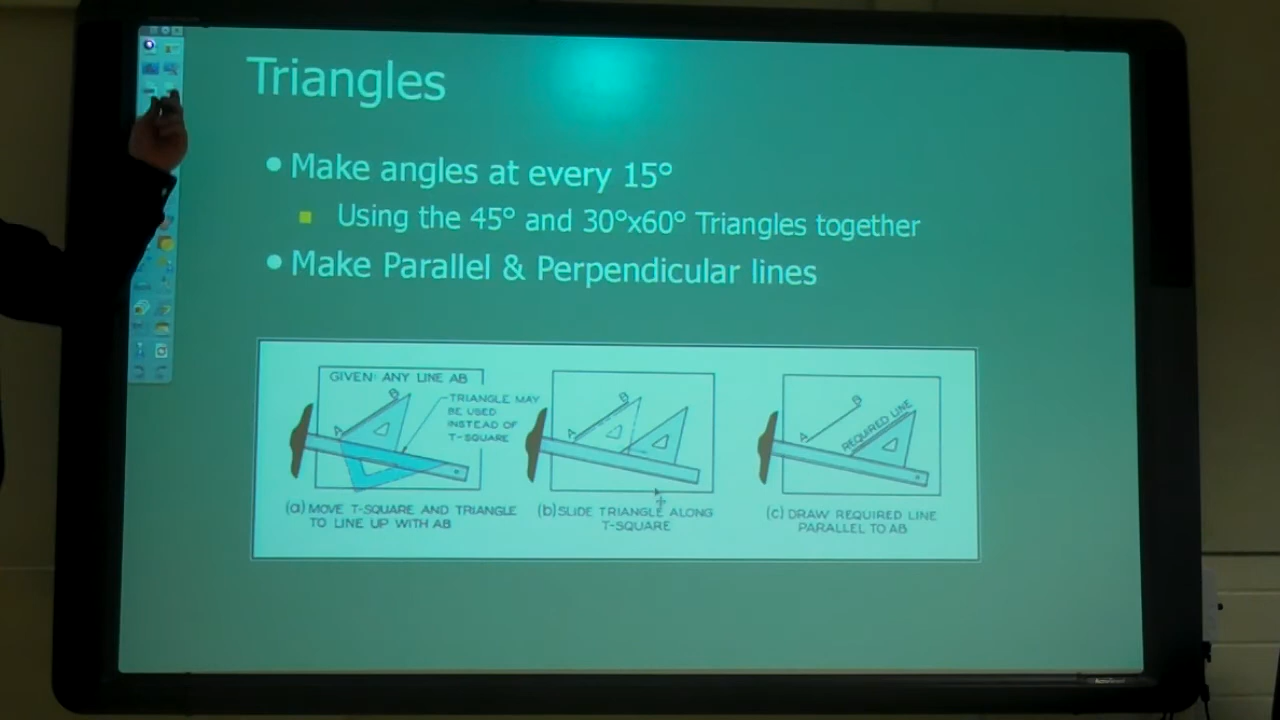 Triangles
Make angles at every 15°
Using the 45° and 30°x60° Triangles together
Make Parallel & Perpendicular lines
GIVEN: ANY LINE AB
TRIANGLE MAY
BE USED
INSTEAD OF
T-SQUARE
A
B
(a) MOVE T-SQUARE AND TRIANGLE
TO LINE UP WITH AB
A
B
(b) SLIDE TRIANGLE ALONG
T-SQUARE
A
B
REQUIRED LINE
(c) DRAW REQUIRED LINE
PARALLEL TO AB